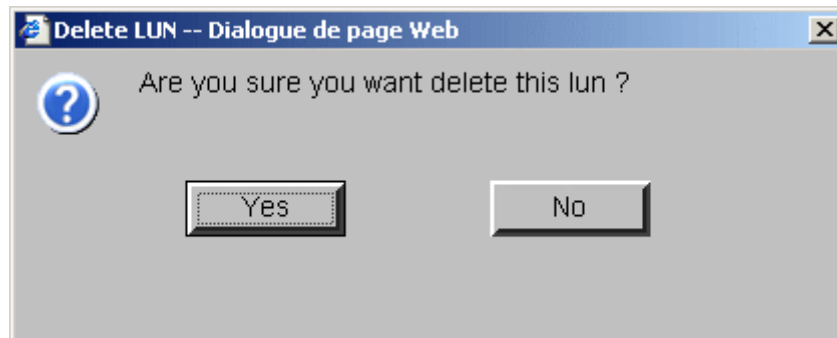 Delete LUN -- Dialogue de page Web
Are you sure you want delete this lun ?
Yes
No